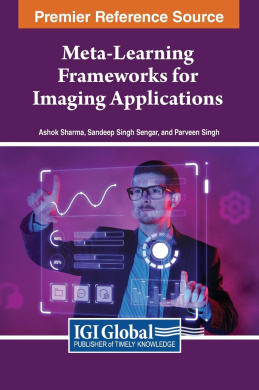 Premier Reference Source
Meta-Learning
Frameworks for
Imaging Applications
Ashok Sharma, Sandeep Singh Sengar, and Parveen Singh
IGI Global
PUBLISHER of TIMELY KNOWLEDGE